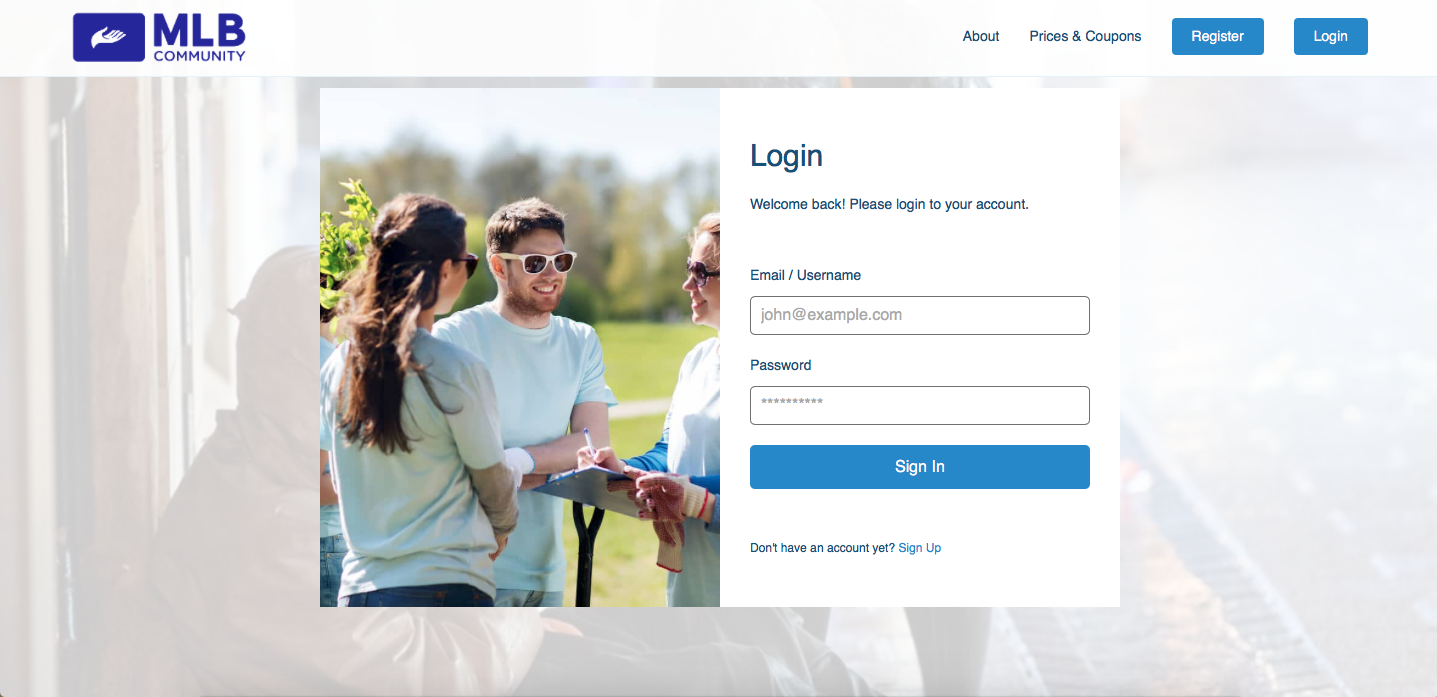 MLB
COMMUNITY
About
Prices & Coupons
Register
Login
Login
Welcome back! Please login to your account.
Email / Username
john@example.com
Password
**********
Sign In
Don't have an account yet? Sign Up